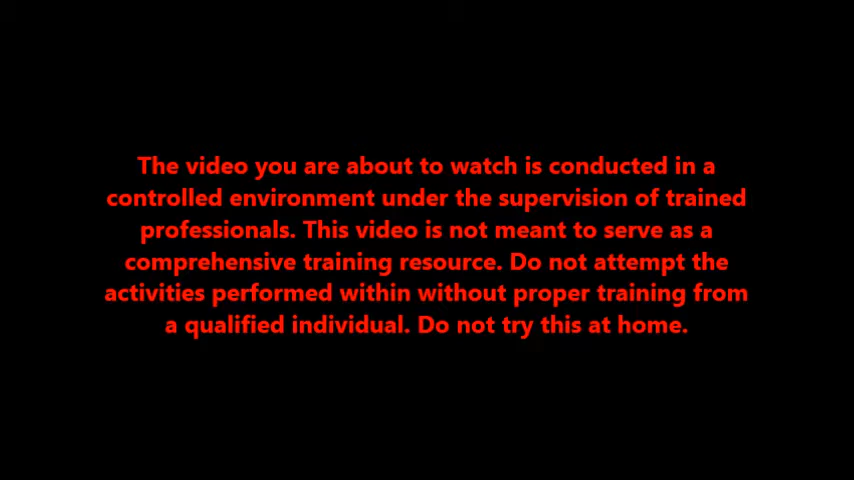 The video you are about to watch is conducted in a
controlled environment under the supervision of trained
professionals. This video is not meant to serve as a
comprehensive training resource. Do not attempt the
activities performed within without proper training from
a qualified individual. Do not try this at home.